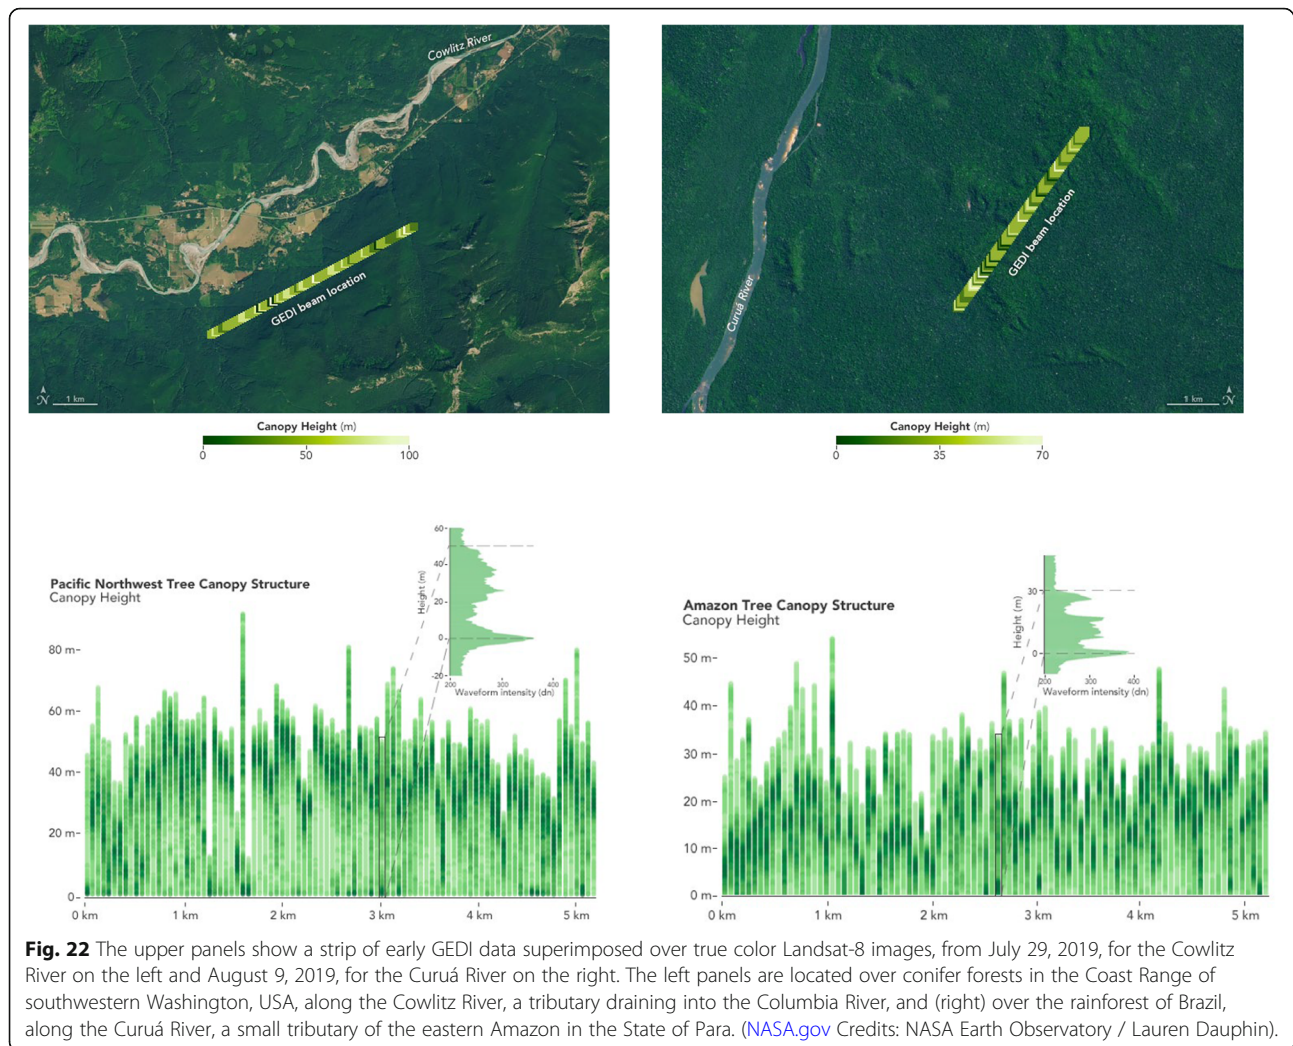 Cowlitz River
GEDI beam location
N
1 km
Curuá River
GEDI beam location
1 km
N
Canopy Height (m)
0 50 100
Canopy Height (m)
0 35 70
Pacific Northwest Tree Canopy Structure
Canopy Height
80 m
60 m
40 m
20 m
0
0 km 1 km 2 km 3 km 4 km 5 km
Height (m)
60
40
20
0
-20
200 300 400
Waveform intensity (dn)
Amazon Tree Canopy Structure
Canopy Height
50 m
40 m
30 m
20 m
10 m
0 m
0 km 1 km 2 km 3 km 4 km 5 km
Height (m)
30
0
200 300 400
Waveform intensity (dn)
Fig. 22 The upper panels show a strip of early GEDI data superimposed over true color Landsat-8 images, from July 29, 2019, for the Cowlitz
River on the left and August 9, 2019, for the Curuá River on the right. The left panels are located over conifer forests in the Coast Range of
southwestern Washington, USA, along the Cowlitz River, a tributary draining into the Columbia River, and (right) over the rainforest of Brazil,
along the Curuá River, a small tributary of the eastern Amazon in the State of Para. (NASA.gov Credits: NASA Earth Observatory / Lauren Dauphin).